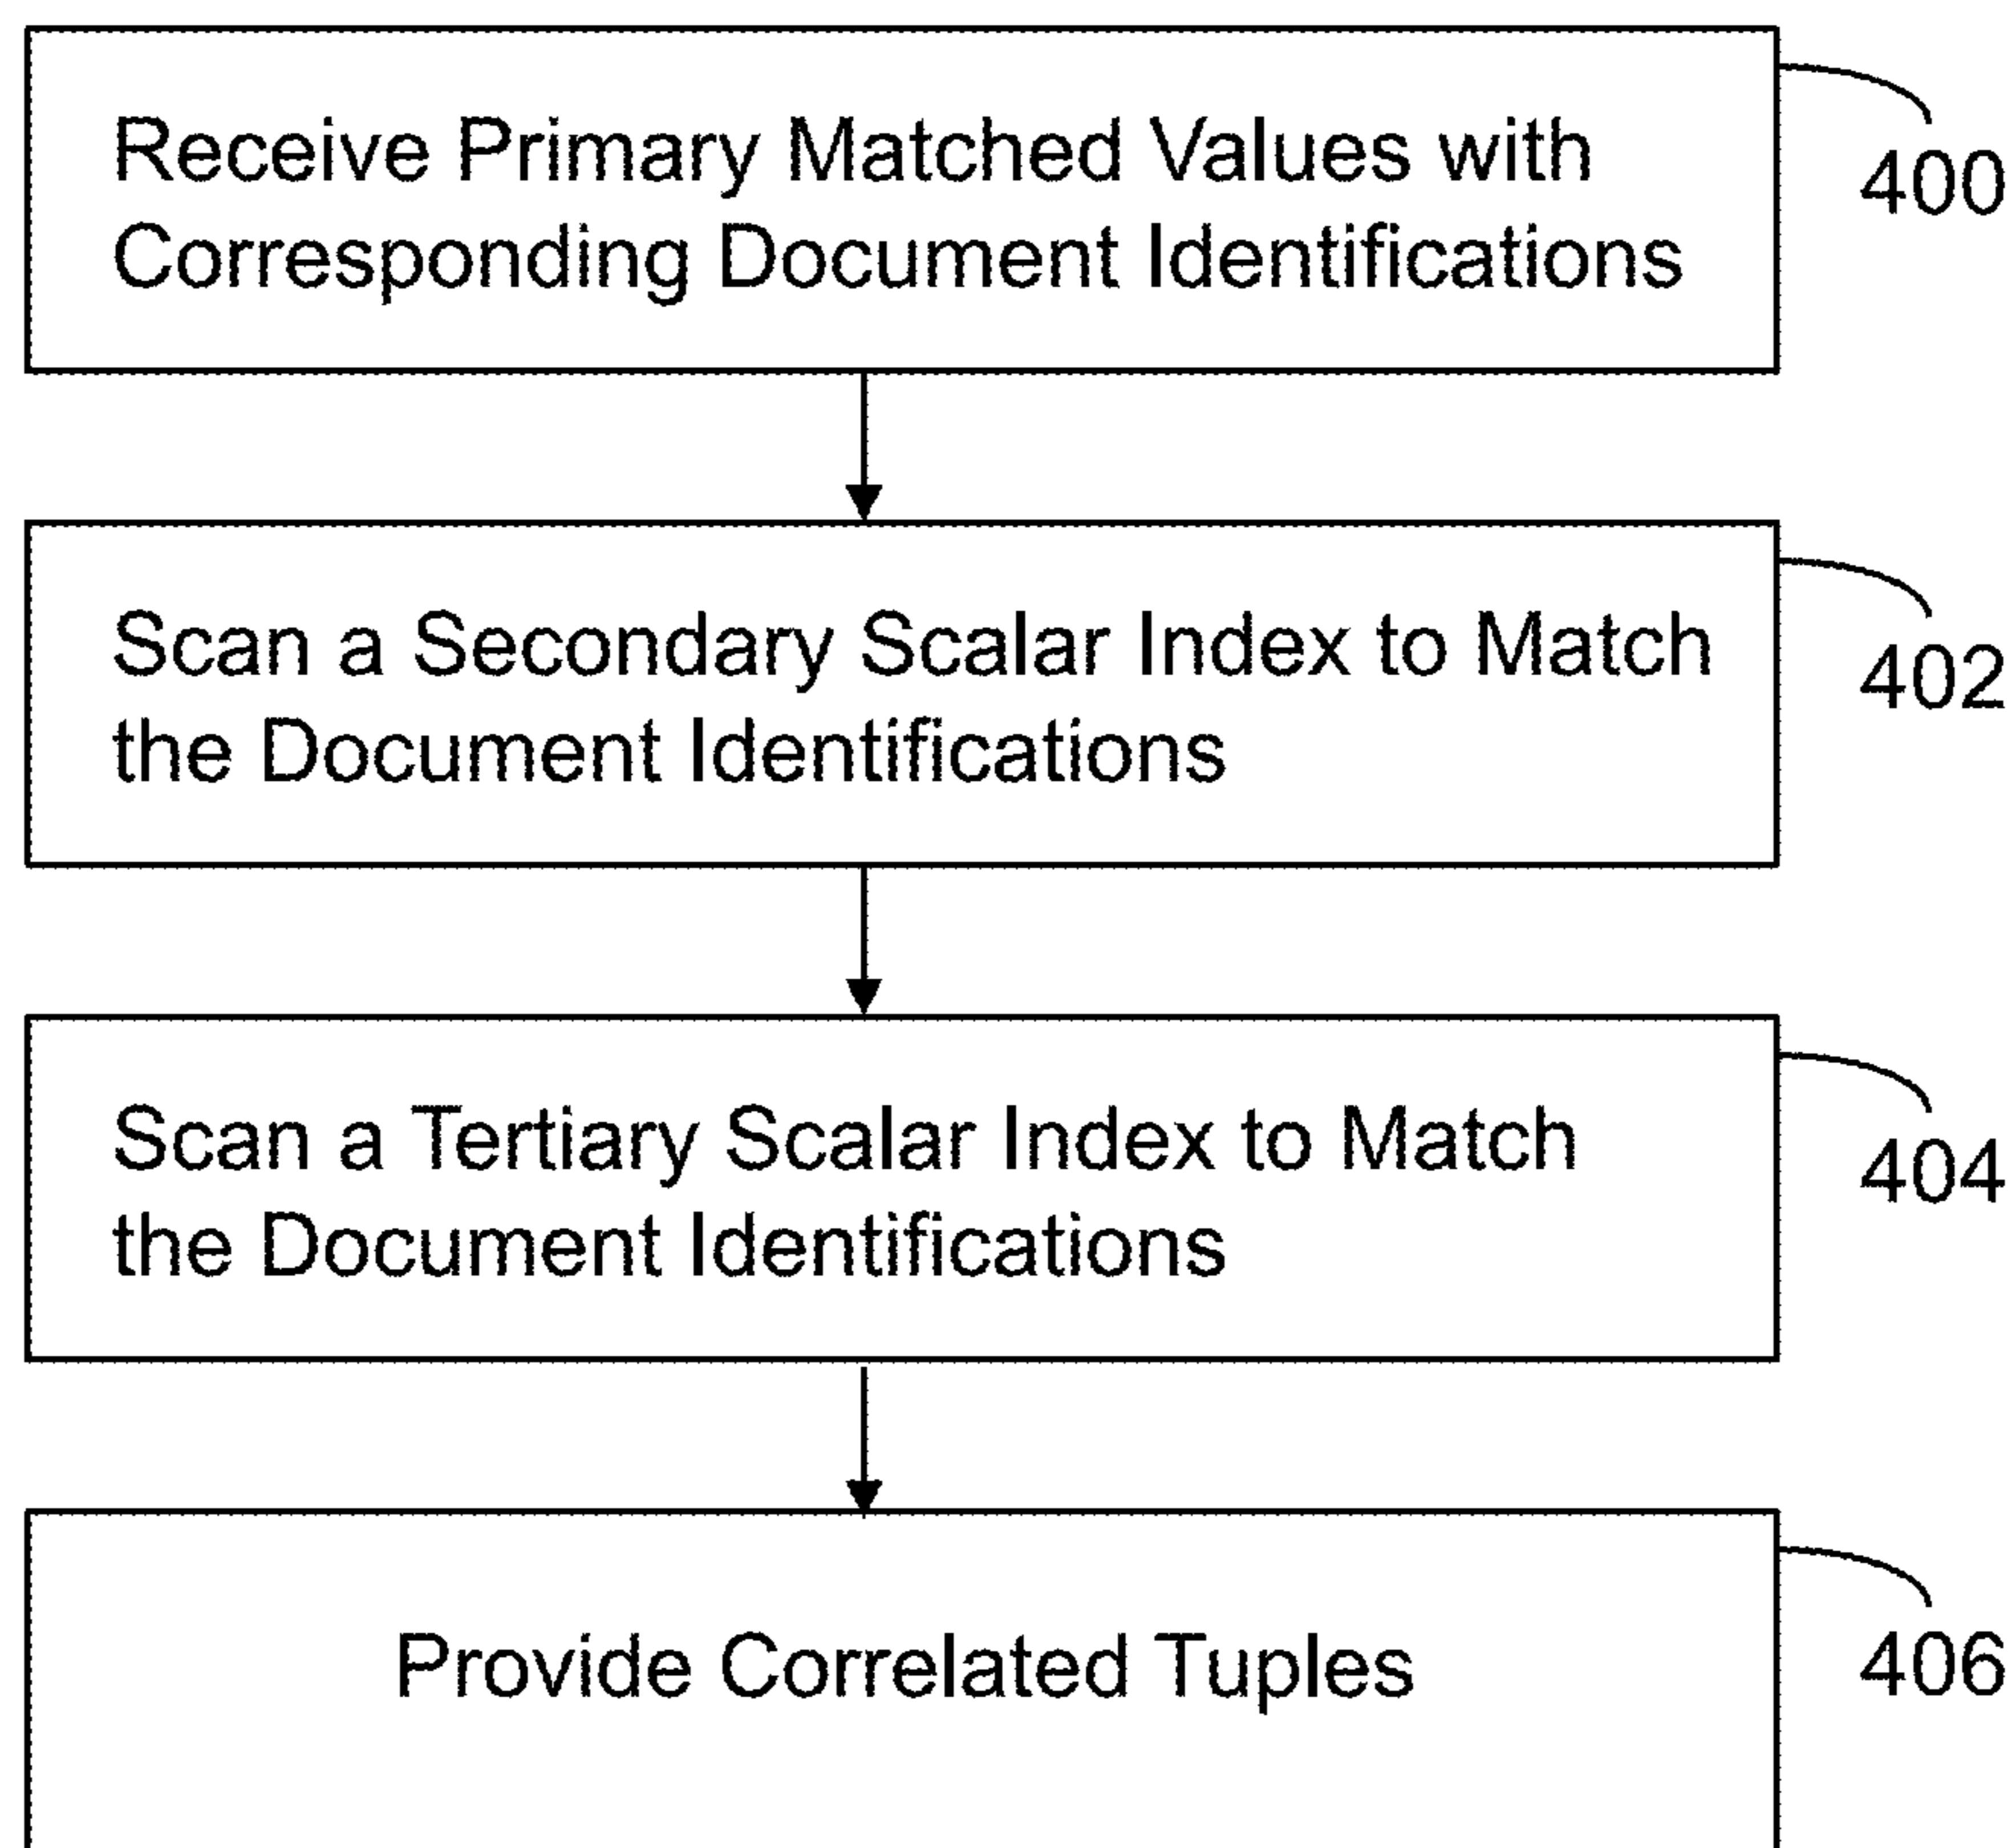 Receive Primary Matched Values with
Corresponding Document Identifications
400
Scan a Secondary Scalar Index to Match
the Document Identifications
402
Scan a Tertiary Scalar Index to Match
the Document Identifications
404
Provide Correlated Tuples
406